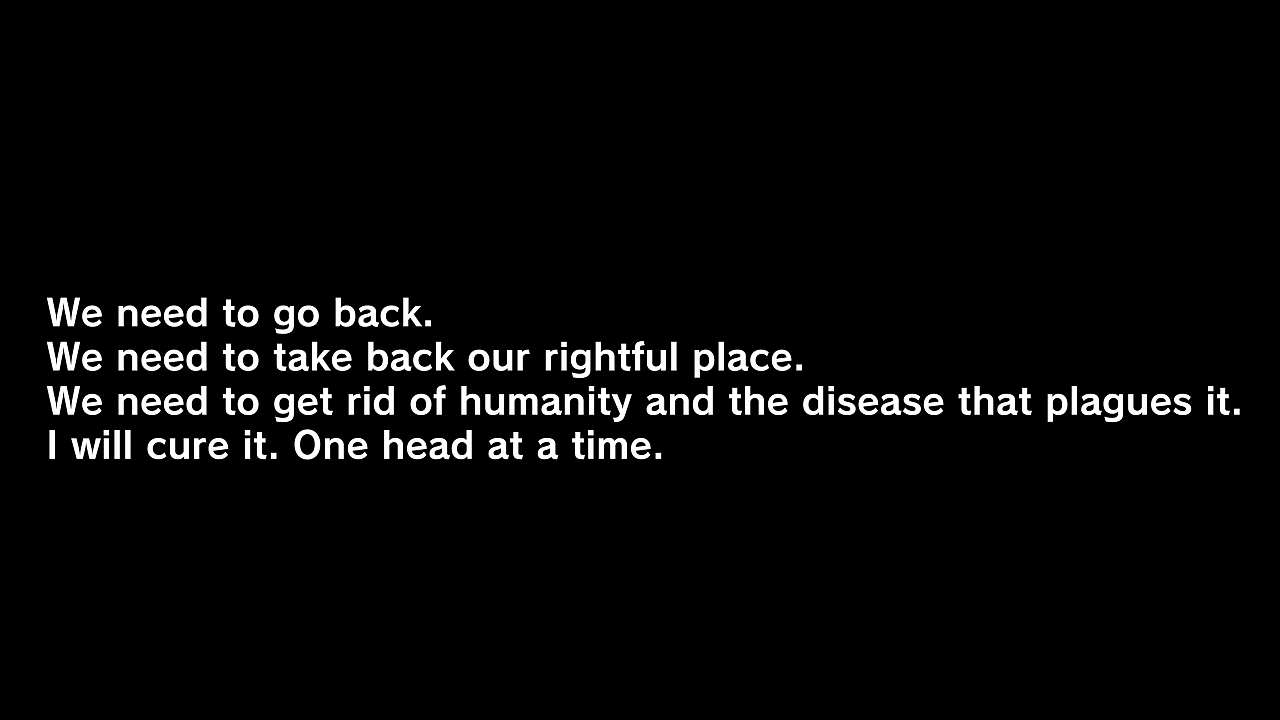 We need to go back.
We need to take back our rightful place.
We need to get rid of humanity and the disease that plagues it.
I will cure it. One head at a time.